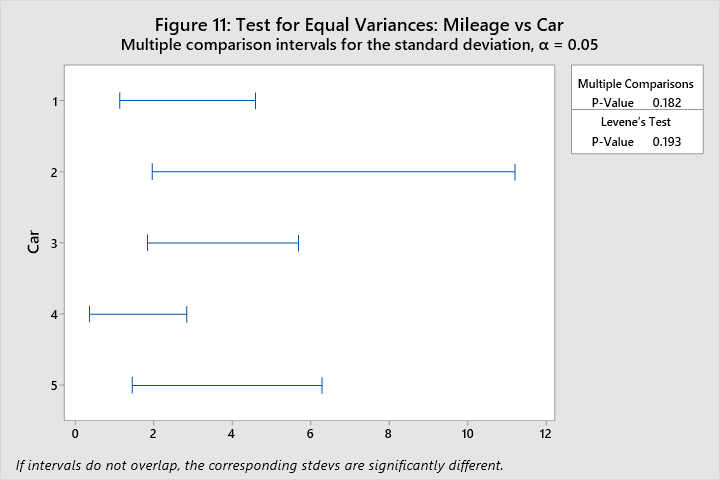 Figure 11: Test for Equal Variances: Mileage vs Car
Multiple comparison intervals for the standard deviation, α = 0.05
Multiple Comparisons
P-Value 0.182
Levene's Test
P-Value 0.193
Car
1
2
3
4
5
0 2 4 6 8 10 12
If intervals do not overlap, the corresponding stdevs are significantly different.